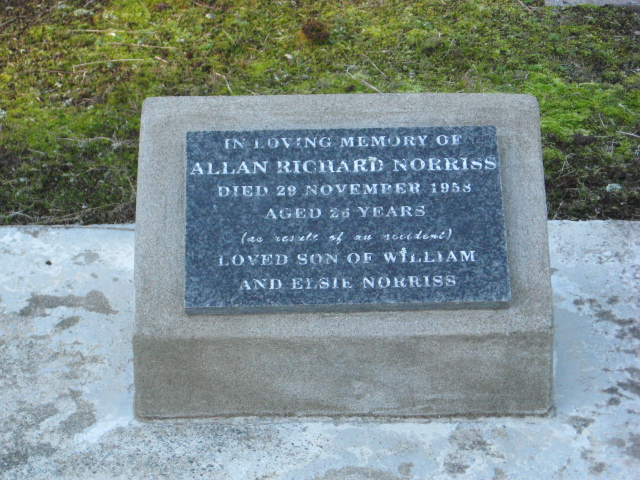 IN LOVING MEMORY OF
ALLAN RICHARD NORRISS
DIED 29 NOVEMBER 1958
AGED 26 YEARS
(as result of an accident)
LOVED SON OF WILLIAM
AND ELSIE NORRISS